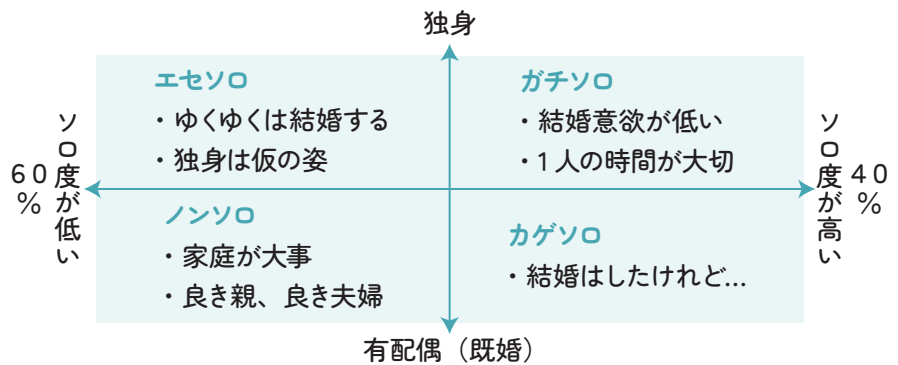 独身
エセソロ
・ゆくゆくは結婚する
・独身は仮の姿
ガチソロ
・結婚意欲が低い
・1人の時間が大切
ソロ度が低い
60%
ソロ度が高い
40%
ノンソロ
・家庭が大事
・良き親、良き夫婦
カゲソロ
・結婚はしたけれど…
有配偶（既婚）